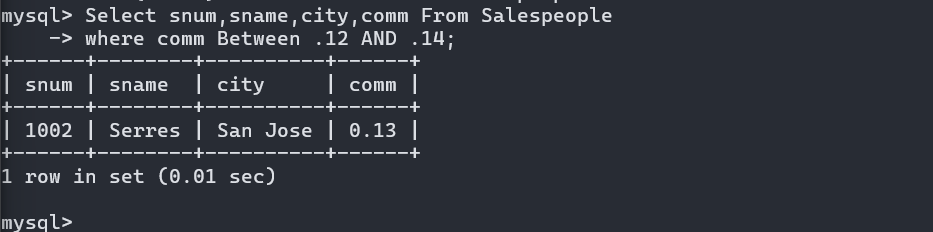 mysql> Select snum,sname,city,comm From Salespeople
    -> where comm Between .12 AND .14;
+------+--------+----------+------+
| snum | sname  | city     | comm |
+------+--------+----------+------+
| 1002 | Serres | San Jose | 0.13 |
+------+--------+----------+------+
1 row in set (0.01 sec)

mysql>